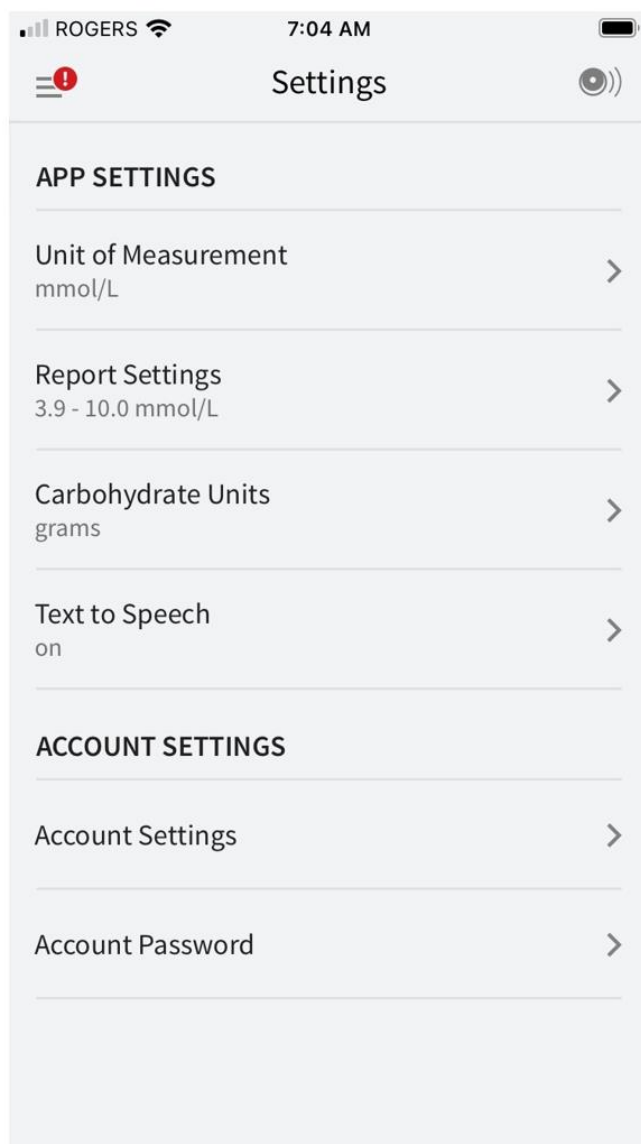 ROGERS 7:04 AM
!
Settings
APP SETTINGS
Unit of Measurement
mmol/L
Report Settings
3.9 - 10.0 mmol/L
Carbohydrate Units
grams
Text to Speech
on
ACCOUNT SETTINGS
Account Settings
Account Password